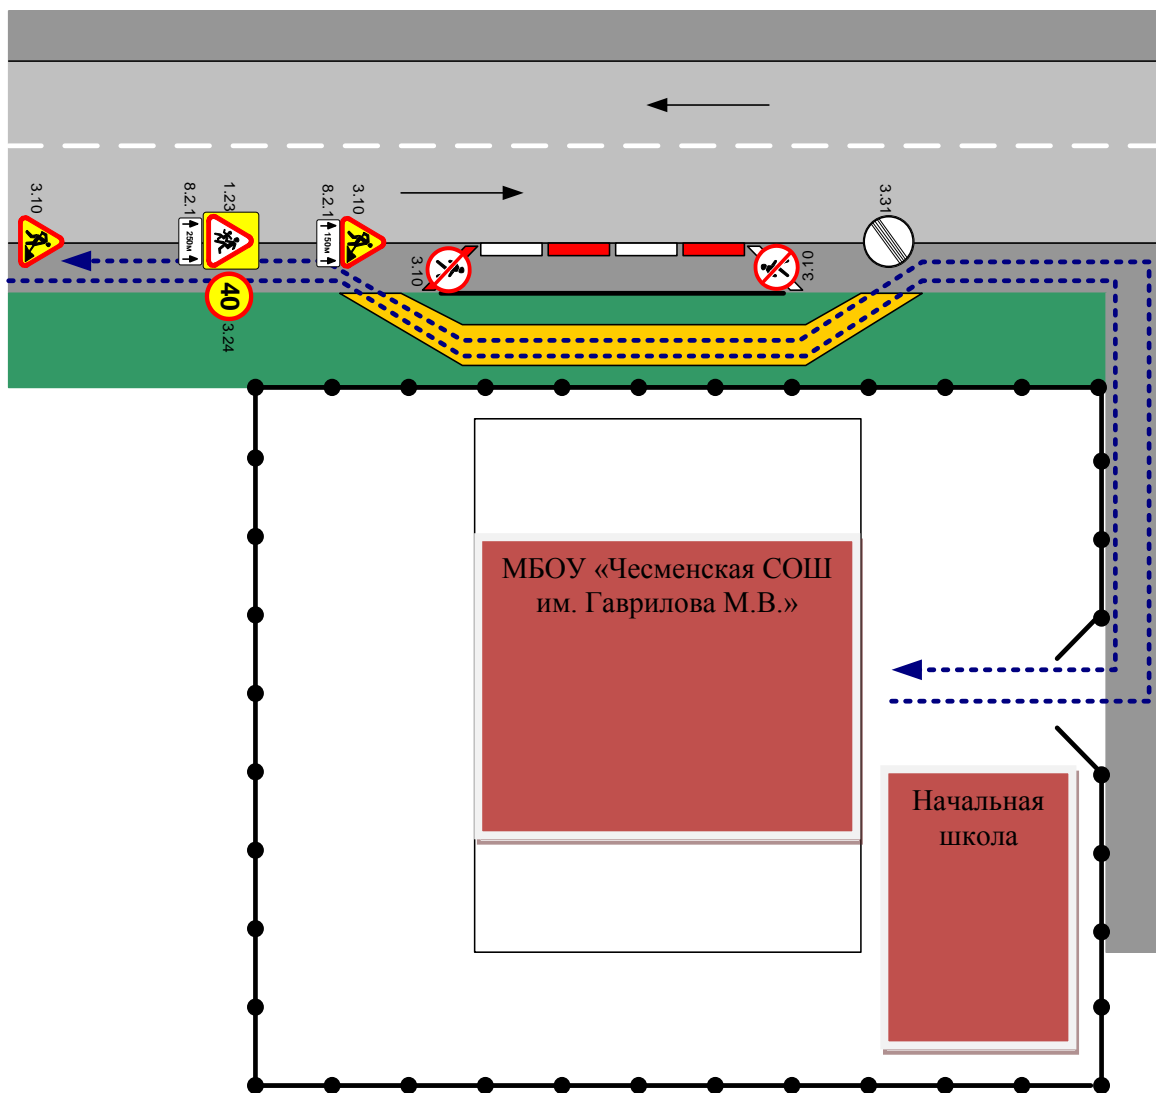 3.10
8.2.1
250м
1.23
40
3.24
8.2.1
150м
3.10
3.10
3.10
3.31
МБОУ «Чесменская СОШ
им. Гаврилова М.В.»
Начальная
школа